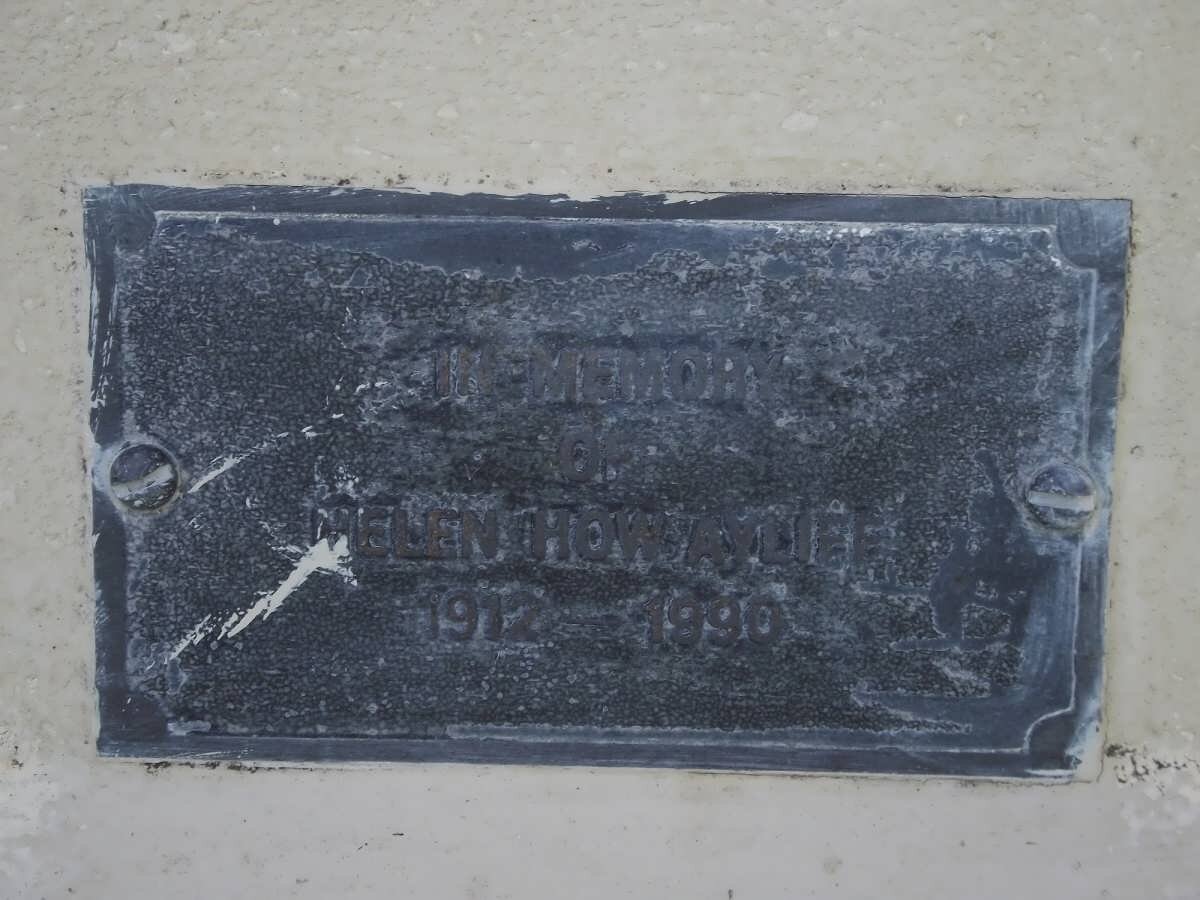 IN MEMORY
OF
HELEN HOW AYLIFF
1912 — 1990